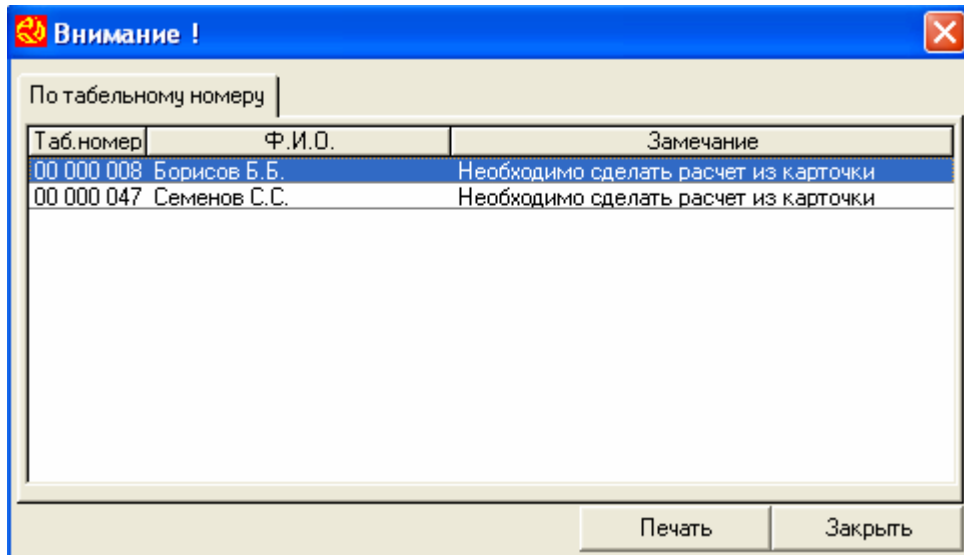 Внимание !
По табельному номеру
Таб.номер Ф.И.О. Замечание
00 000 008 Борисов Б.Б. Необходимо сделать расчет из карточки
00 000 047 Семенов С.С. Необходимо сделать расчет из карточки
Печать Закрыть